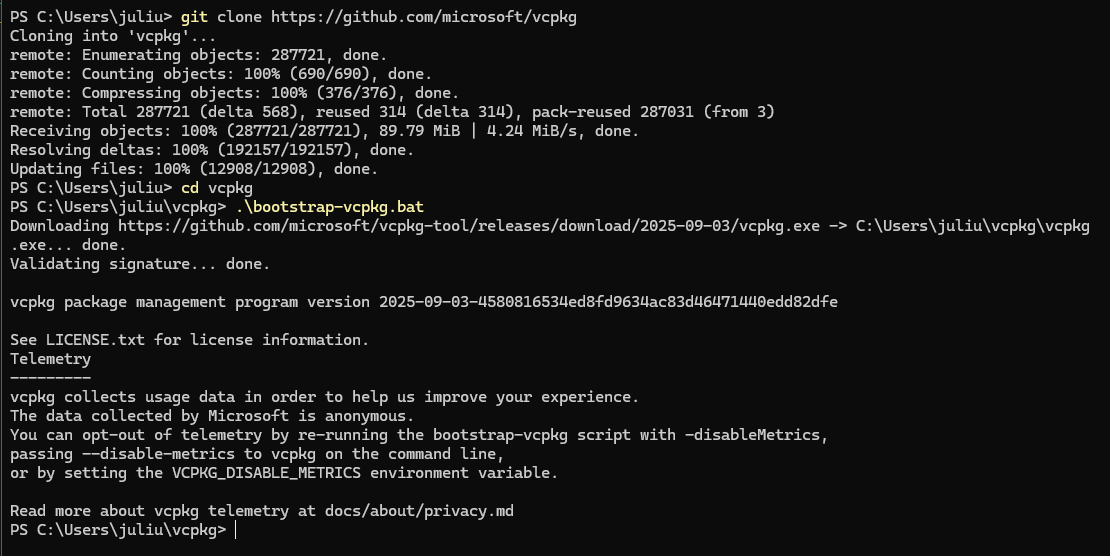 PS C:\Users\juliu> git clone https://github.com/microsoft/vcpkg
Cloning into 'vcpkg'...
remote: Enumerating objects: 287721, done.
remote: Counting objects: 100% (690/690), done.
remote: Compressing objects: 100% (376/376), done.
remote: Total 287721 (delta 568), reused 314 (delta 314), pack-reused 287031 (from 3)
Receiving objects: 100% (287721/287721), 89.79 MiB | 4.24 MiB/s, done.
Resolving deltas: 100% (192157/192157), done.
Updating files: 100% (12908/12908), done.
PS C:\Users\juliu> cd vcpkg
PS C:\Users\juliu\vcpkg> .\bootstrap-vcpkg.bat
Downloading https://github.com/microsoft/vcpkg-tool/releases/download/2025-09-03/vcpkg.exe -> C:\Users\juliu\vcpkg\vcpkg
.exe... done.
Validating signature... done.

vcpkg package management program version 2025-09-03-4580816534ed8fd9634ac83d46471440edd82dfe

See LICENSE.txt for license information.
Telemetry
---------
vcpkg collects usage data in order to help us improve your experience.
The data collected by Microsoft is anonymous.
You can opt-out of telemetry by re-running the bootstrap-vcpkg script with -disableMetrics,
passing --disable-metrics to vcpkg on the command line,
or by setting the VCPKG_DISABLE_METRICS environment variable.

Read more about vcpkg telemetry at docs/about/privacy.md
PS C:\Users\juliu\vcpkg>